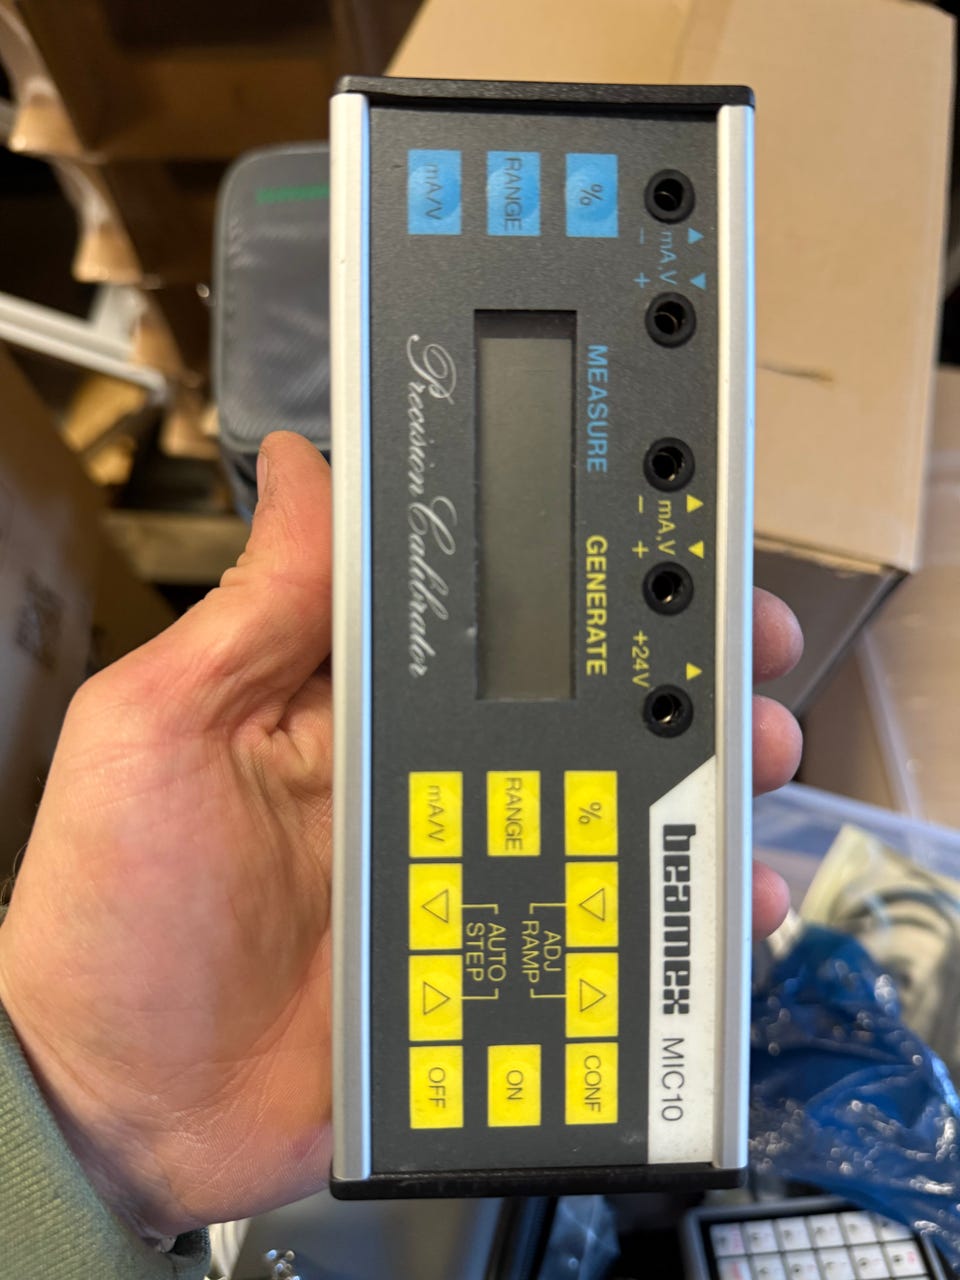 mA,V
− +
mA,V
− +
+24V
beamex MIC10
MEASURE GENERATE
%
RANGE
mA/V
Precision Calibrator
% CONF
ADJ
RAMP
RANGE ON
AUTO
STEP
mA/V OFF